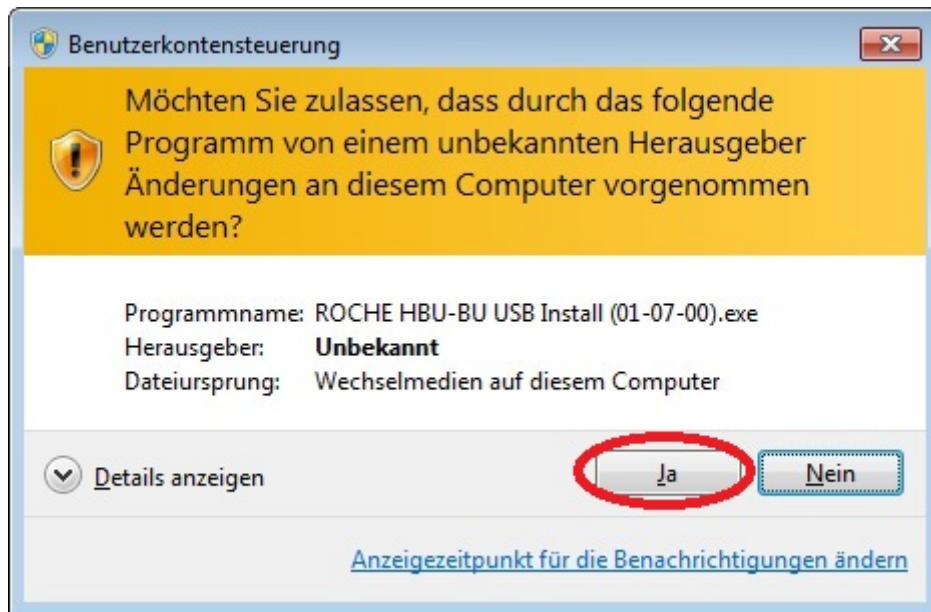 Benutzerkontensteuerung
Möchten Sie zulassen, dass durch das folgende
Programm von einem unbekannten Herausgeber
Änderungen an diesem Computer vorgenommen
werden?
Programmname: ROCHE HBU-BU USB Install (01-07-00).exe
Herausgeber: Unbekannt
Dateiursprung: Wechselmedien auf diesem Computer
Details anzeigen Ja Nein
Anzeigezeitpunkt für die Benachrichtigungen ändern